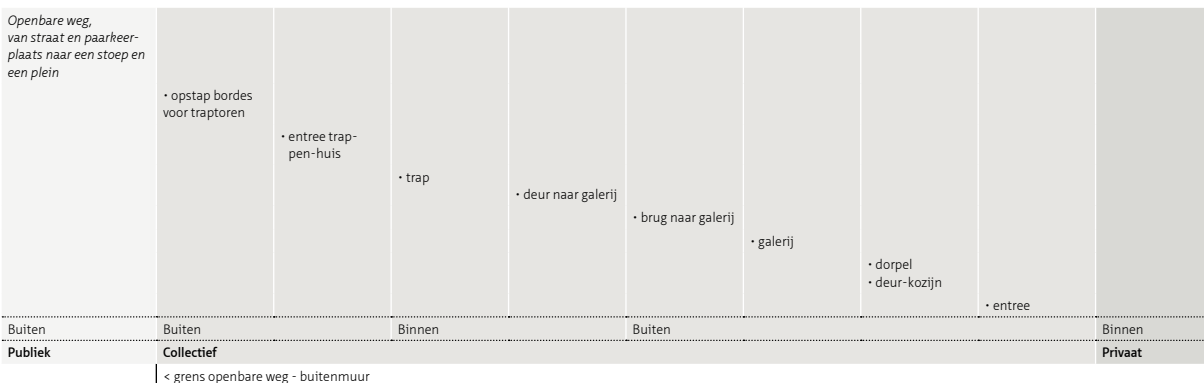 Openbare weg,
van straat en paarkeer-
plaats naar een stoep en
een plein
• opstap bordes
voor traptoren
• entree trap-
pen-huis
• trap
• deur naar galerij
• brug naar galerij
• galerij
• dorpel
• deur-kozijn
• entree
Buiten Buiten Binnen Buiten Binnen
Publiek Collectief Privaat
< grens openbare weg - buitenmuur